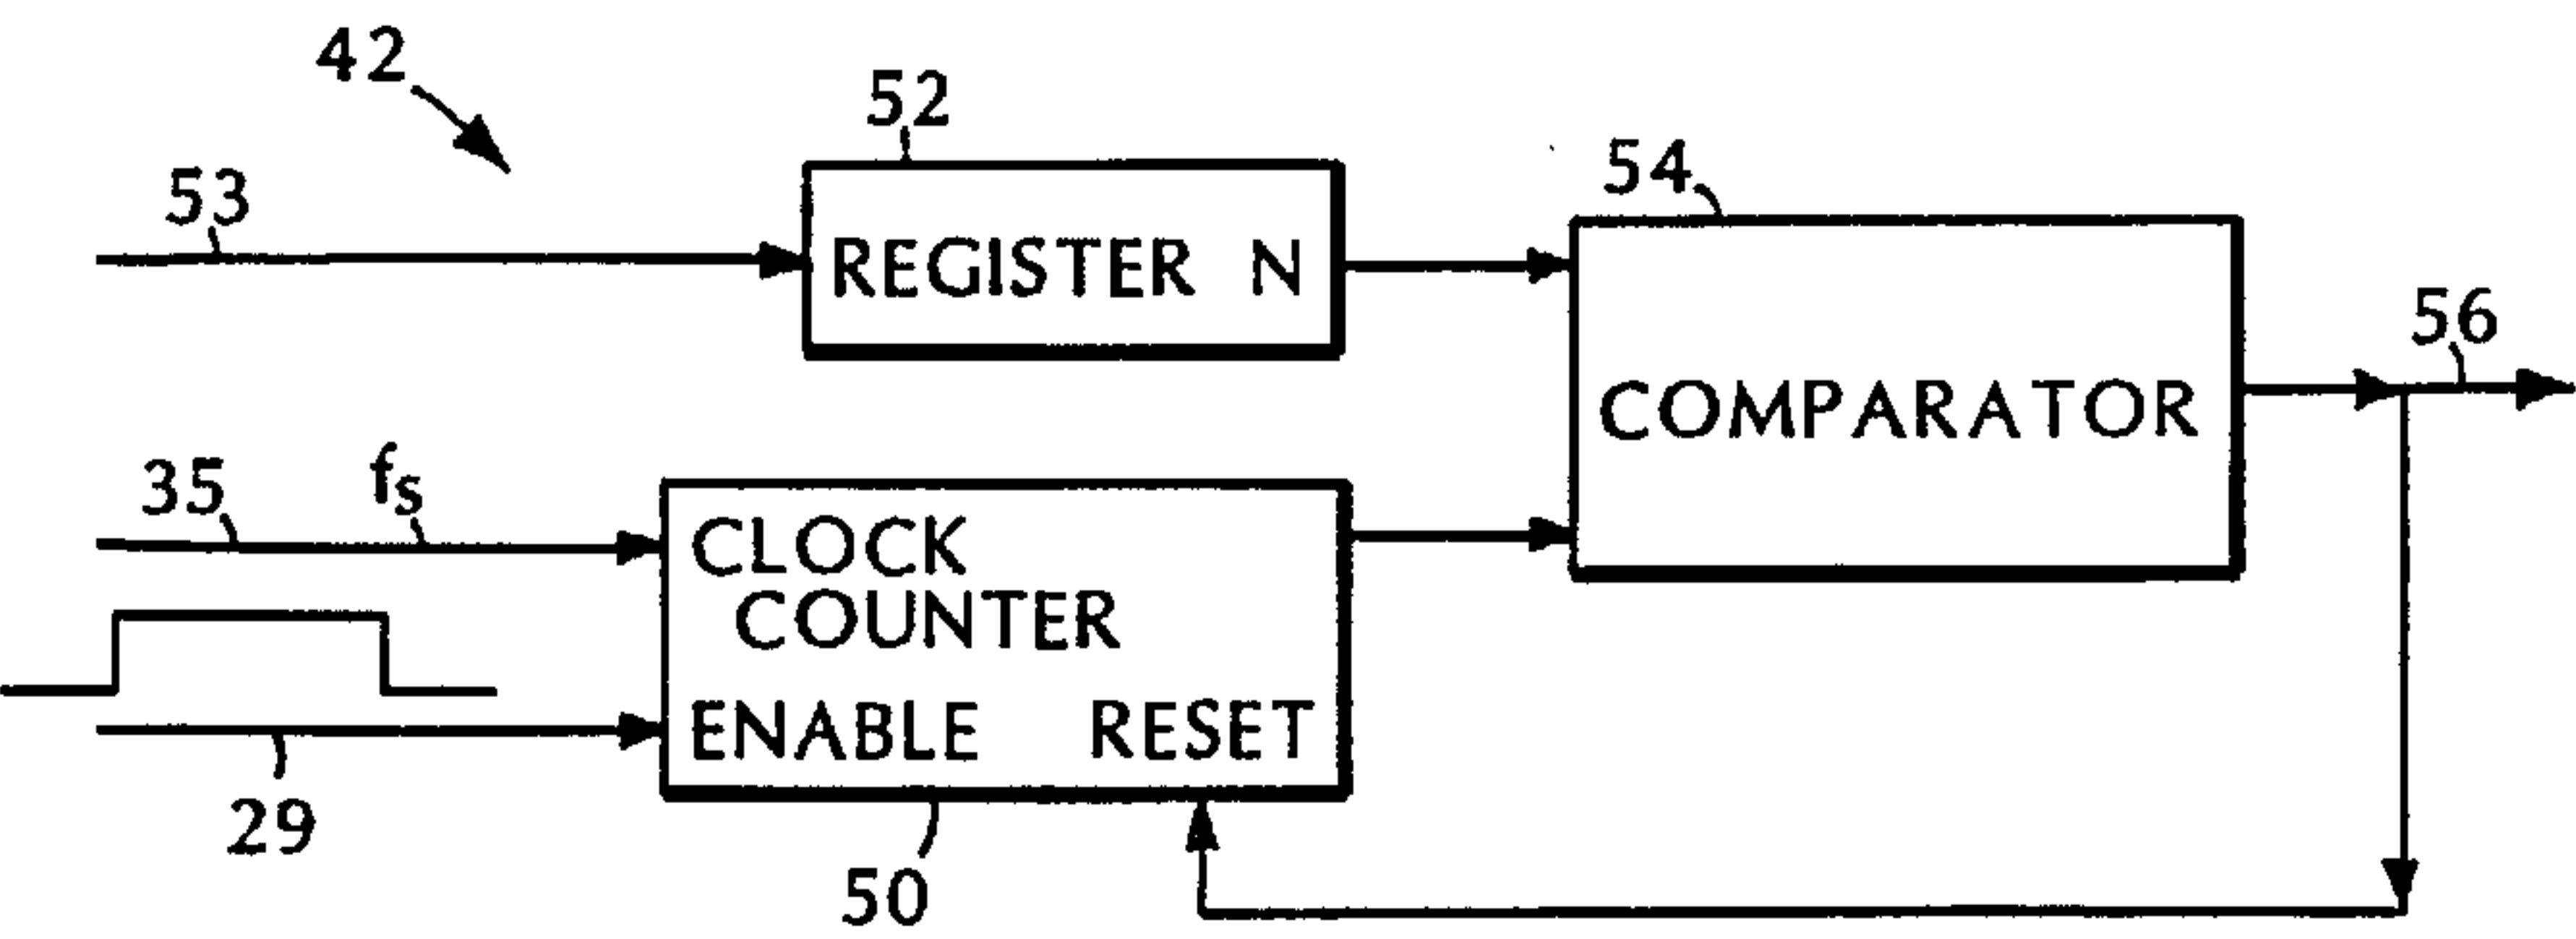 42
52
53
REGISTER N
54
COMPARATOR
56
35
fs
CLOCK
COUNTER
ENABLE RESET
29
50